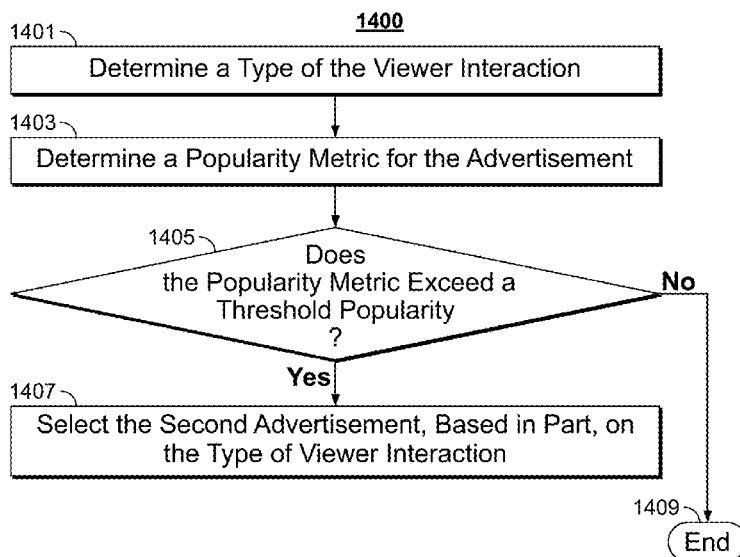 1400
1401
Determine a Type of the Viewer Interaction
1403
Determine a Popularity Metric for the Advertisement
1405
Does
the Popularity Metric Exceed a
Threshold Popularity
?
No
Yes
1407
Select the Second Advertisement, Based in Part, on
the Type of Viewer Interaction
1409
End